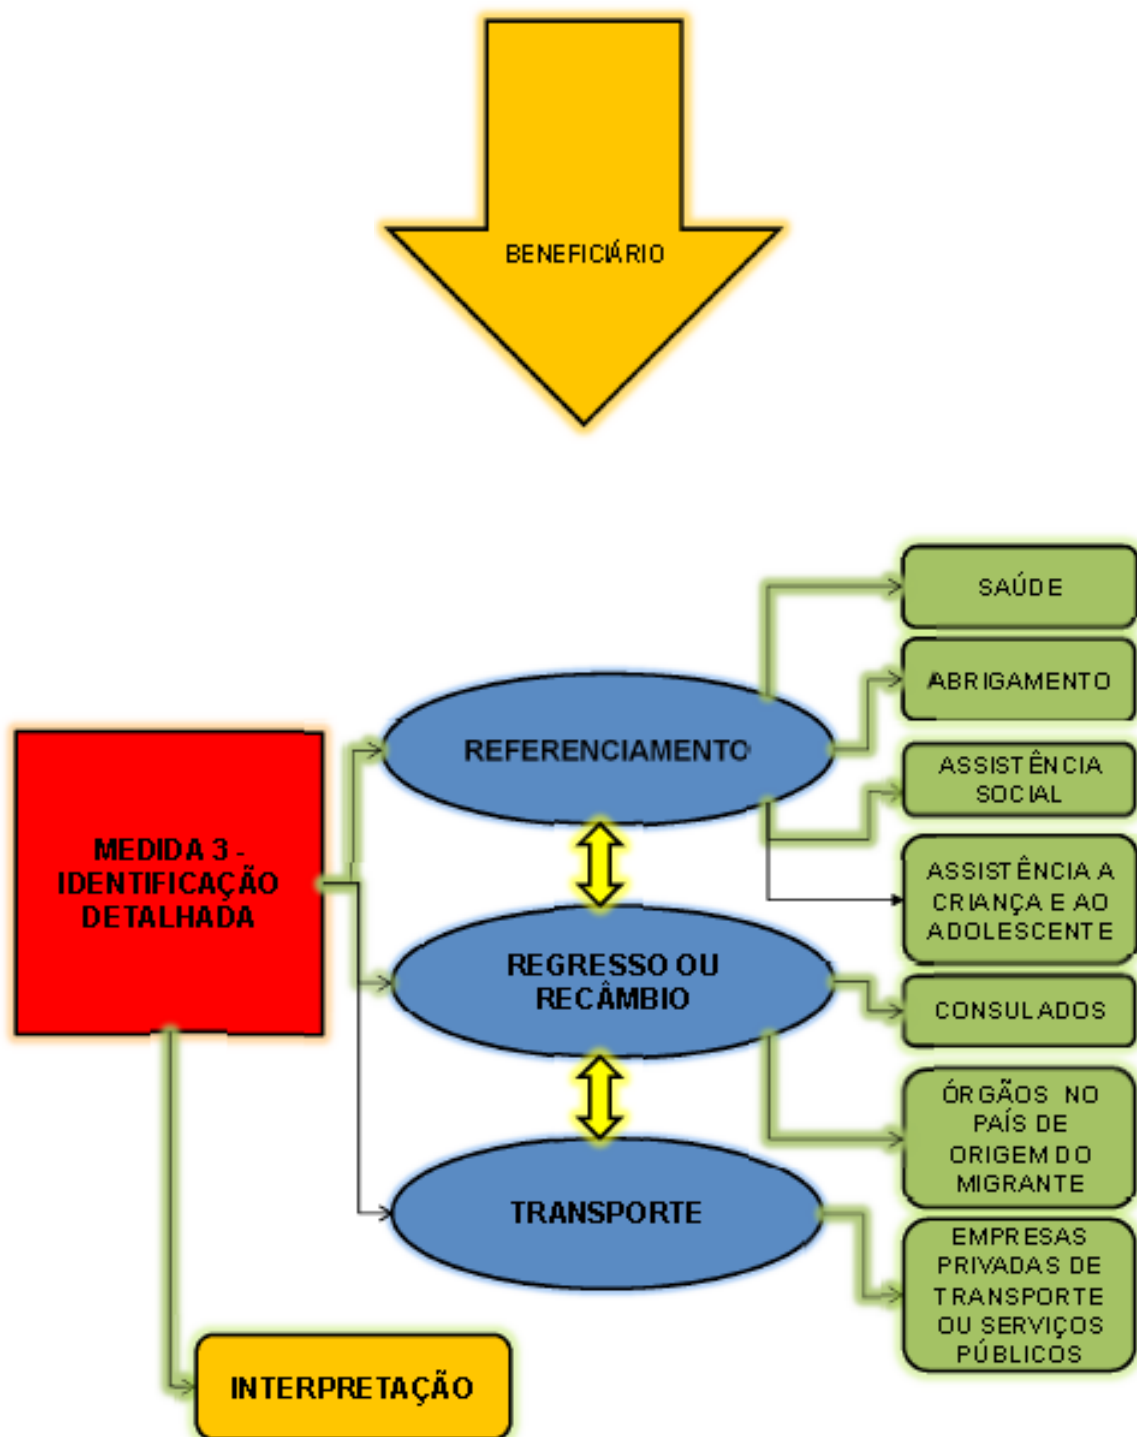 BENEFICIÁRIO
MEDIDA 3 -
IDENTIFICAÇÃO
DETALHADA
REFERENCIAMENTO
REGRESSO OU
RECÂMBIO
TRANSPORTE
INTERPRETAÇÃO
SAÚDE
ABRIGAMENTO
ASSISTÊNCIA
SOCIAL
ASSISTÊNCIA A
CRIANÇA E AO
ADOLESCENTE
CONSULADOS
ÓRGÃOS NO
PAÍS DE
ORIGEM DO
MIGRANTE
EMPRESAS
PRIVADAS DE
TRANSPORTE
OU SERVIÇOS
PÚBLICOS